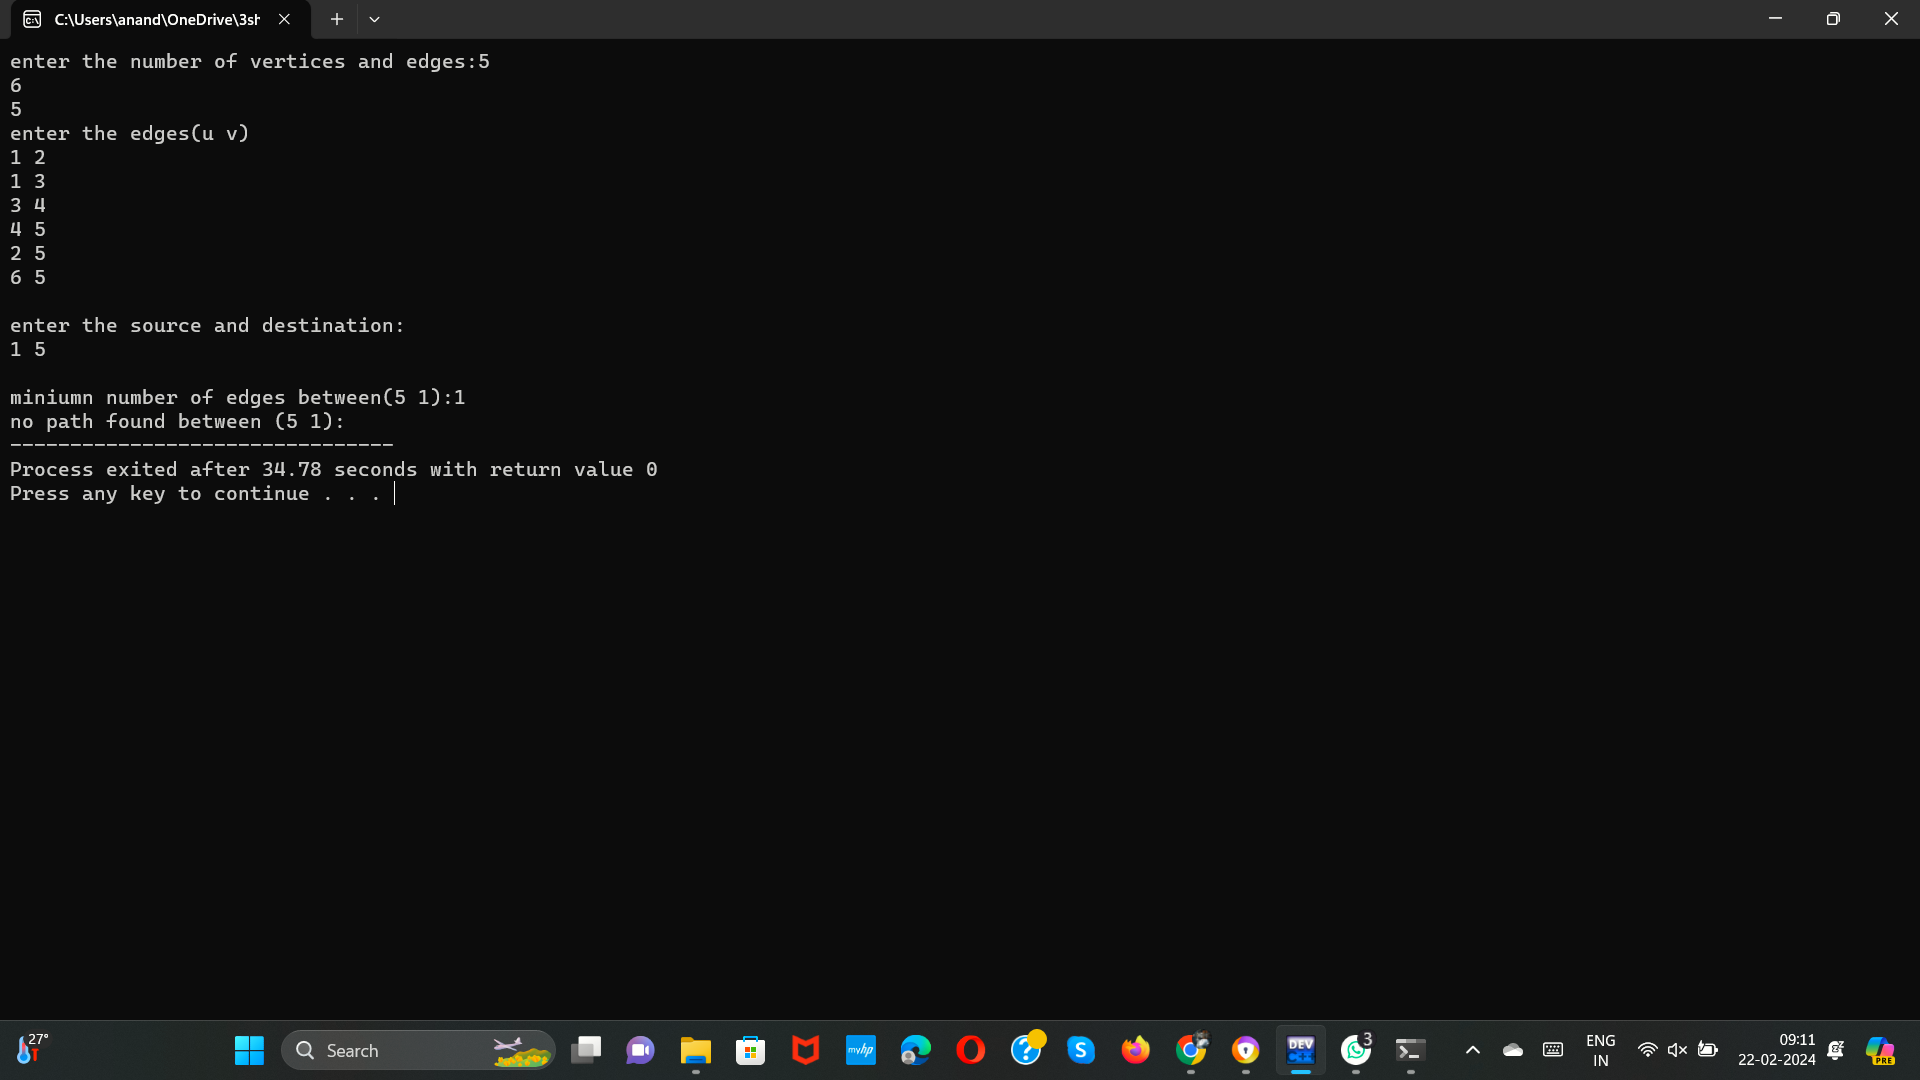 C:\Users\anand\OneDrive\3sh
enter the number of vertices and edges:5
6
5
enter the edges(u v)
1 2
1 3
3 4
4 5
2 5
6 5
enter the source and destination:
1 5
miniumn number of edges between(5 1):1
no path found between (5 1):
--------------------------------
Process exited after 34.78 seconds with return value 0
Press any key to continue . . .
27°
Search
myhp
S
DEV
C++
3
ENG
IN
09:11
22-02-2024
PRE